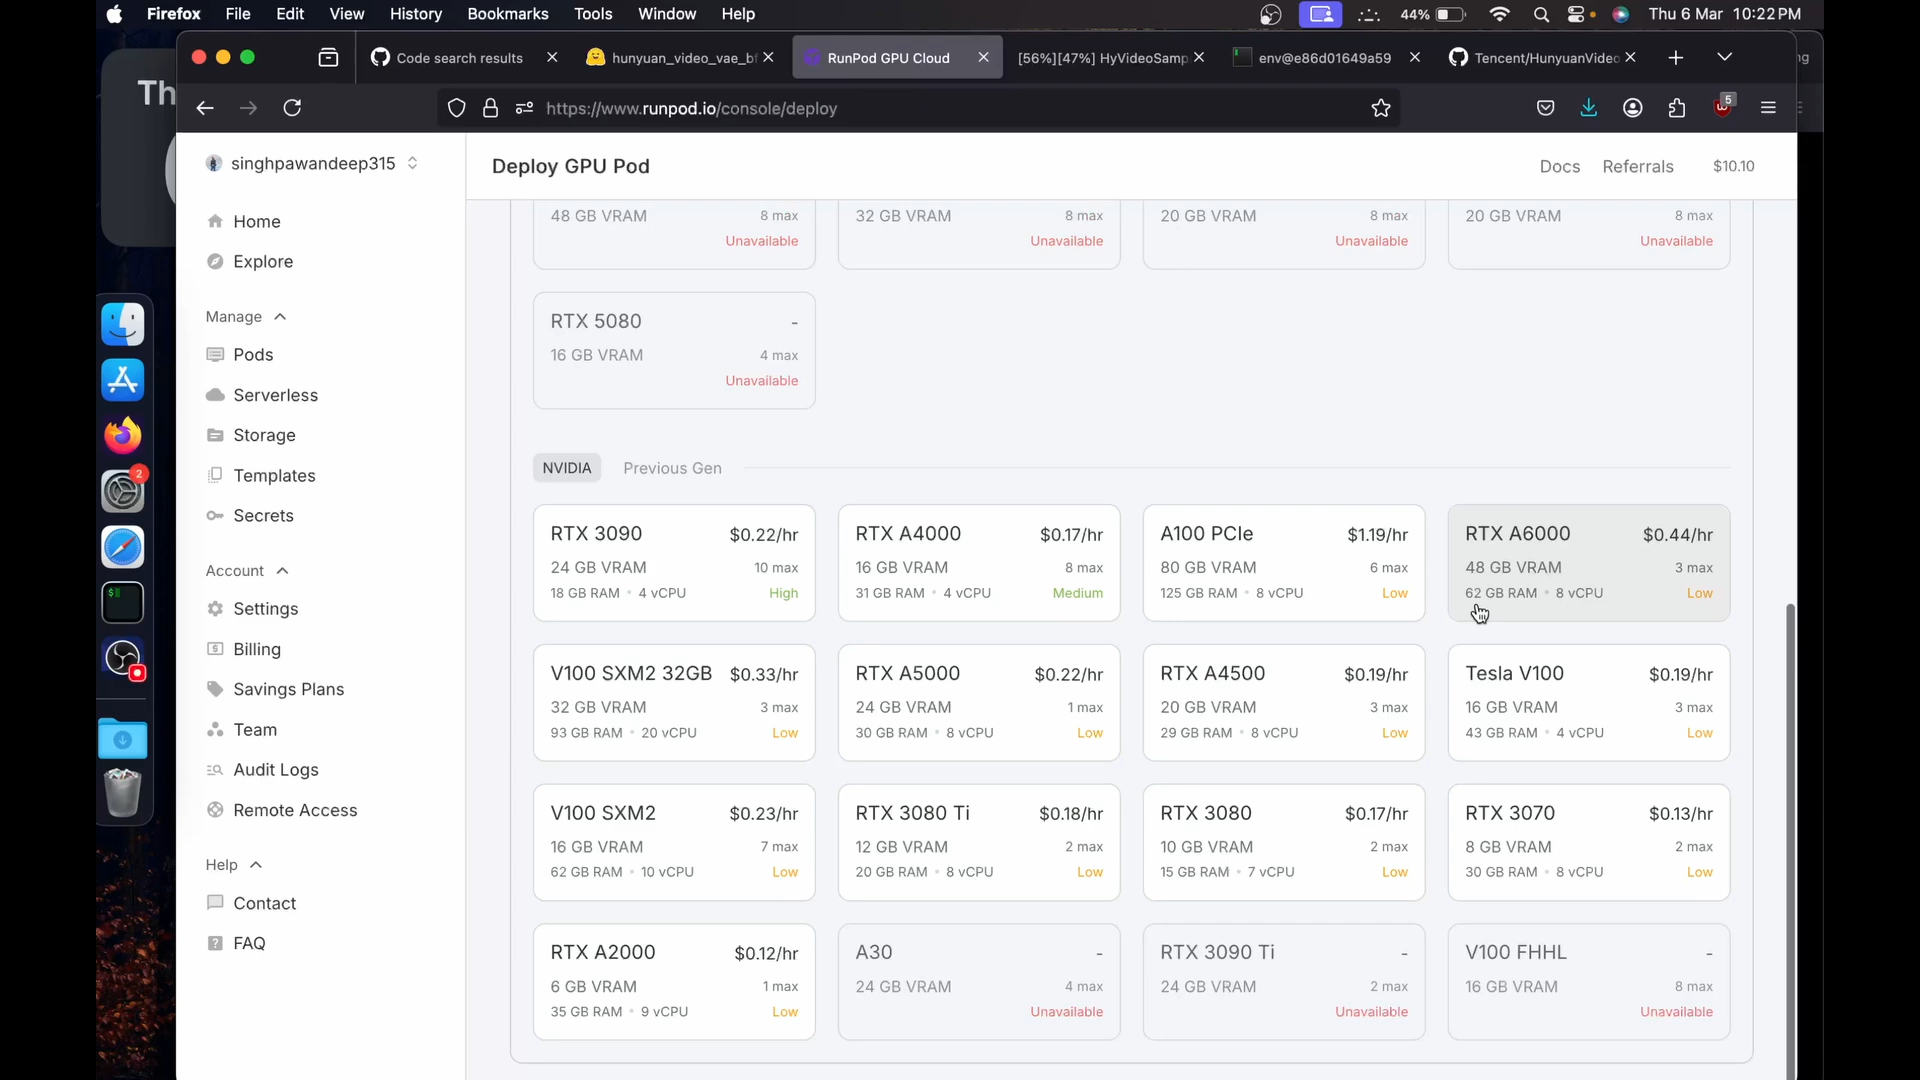 Firefox File Edit View History Bookmarks Tools Window Help 44% Thu 6 Mar 10:22 PM
Th
Code search results
hunyuan_video_vae_bf
RunPod GPU Cloud
[56%][47%] HyVideoSamp
env@e86d01649a59
Tencent/HunyuanVideo
https://www.runpod.io/console/deploy
5
singhpawandeep315
Home
Explore
Manage
Pods
Serverless
Storage
Templates
Secrets
Account
Settings
Billing
Savings Plans
Team
Audit Logs
Remote Access
Help
Contact
FAQ
2
Deploy GPU Pod
Docs Referrals $10.10
48 GB VRAM 8 max
Unavailable
32 GB VRAM 8 max
Unavailable
20 GB VRAM 8 max
Unavailable
20 GB VRAM 8 max
Unavailable
RTX 5080 -
16 GB VRAM 4 max
Unavailable
NVIDIA Previous Gen
RTX 3090 $0.22/hr
24 GB VRAM 10 max
18 GB RAM • 4 vCPU High
RTX A4000 $0.17/hr
16 GB VRAM 8 max
31 GB RAM • 4 vCPU Medium
A100 PCIe $1.19/hr
80 GB VRAM 6 max
125 GB RAM • 8 vCPU Low
RTX A6000 $0.44/hr
48 GB VRAM 3 max
62 GB RAM • 8 vCPU Low
V100 SXM2 32GB $0.33/hr
32 GB VRAM 3 max
93 GB RAM • 20 vCPU Low
RTX A5000 $0.22/hr
24 GB VRAM 1 max
30 GB RAM • 8 vCPU Low
RTX A4500 $0.19/hr
20 GB VRAM 3 max
29 GB RAM • 8 vCPU Low
Tesla V100 $0.19/hr
16 GB VRAM 3 max
43 GB RAM • 4 vCPU Low
V100 SXM2 $0.23/hr
16 GB VRAM 7 max
62 GB RAM • 10 vCPU Low
RTX 3080 Ti $0.18/hr
12 GB VRAM 2 max
20 GB RAM • 8 vCPU Low
RTX 3080 $0.17/hr
10 GB VRAM 2 max
15 GB RAM • 7 vCPU Low
RTX 3070 $0.13/hr
8 GB VRAM 2 max
30 GB RAM • 8 vCPU Low
RTX A2000 $0.12/hr
6 GB VRAM 1 max
35 GB RAM • 9 vCPU Low
A30 -
24 GB VRAM 4 max
Unavailable
RTX 3090 Ti -
24 GB VRAM 2 max
Unavailable
V100 FHHL -
16 GB VRAM 8 max
Unavailable